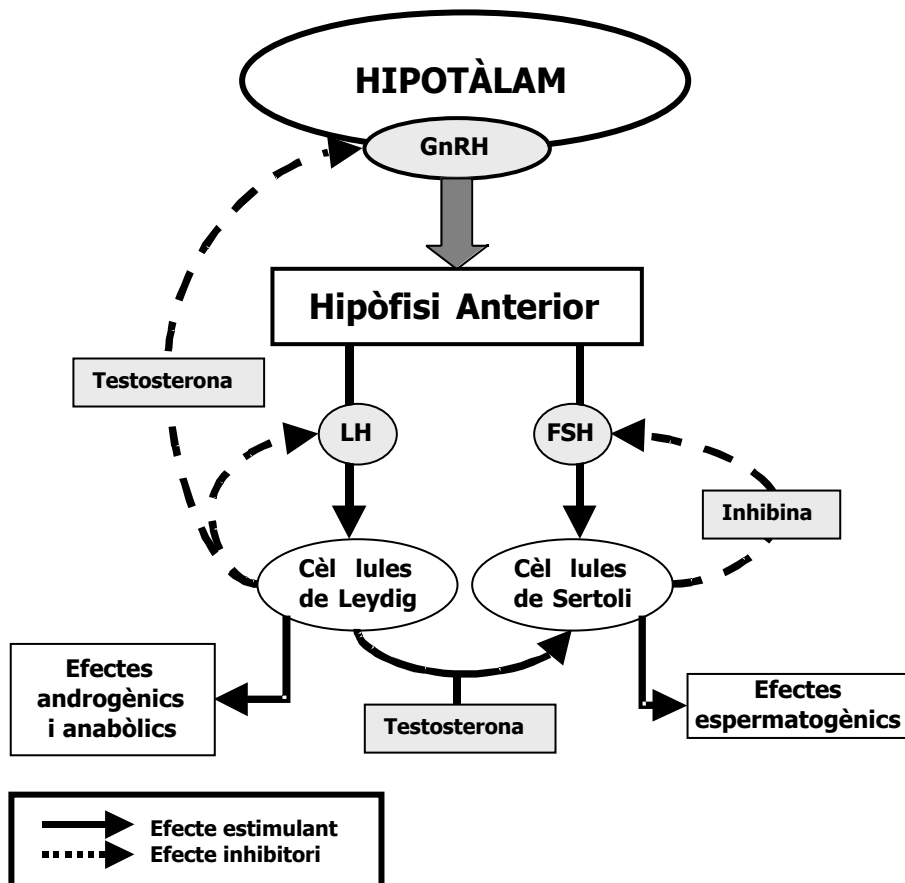 HIPOTÀLAM
GnRH
Hipòfisi Anterior
Testosterona
LH
FSH
Inhibina
Cèl lules
de Leydig
Cèl lules
de Sertoli
Efectes
androgènics
i anabòlics
Testosterona
Efectes
espermatogènics
Efecte estimulant
Efecte inhibitori